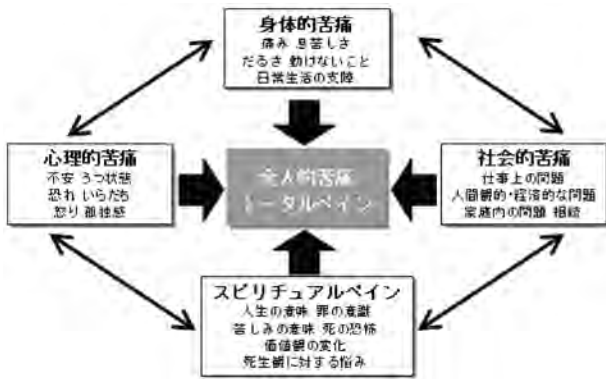 身体的苦痛
痛み 息苦しさ
だるさ 動けないこと
日常生活の支障
心理的苦痛
不安 うつ状態
恐れ いらだち
怒り 孤独感
全人的苦痛
トータルペイン
社会的苦痛
仕事上の問題
人間関係的・経済的な問題
家庭内の問題 相続
スピリチュアルペイン
人生の意味 罪の意識
苦しみの意味 死の恐怖
価値観の変化
死生観に対する悩み